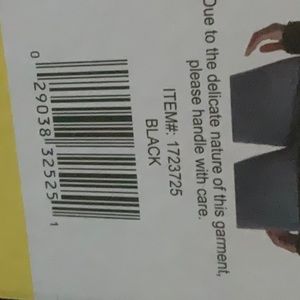 Due to the delicate nature of this garment,
please handle with care.
ITEM#: 1723725
BLACK
0 29038 32525 1